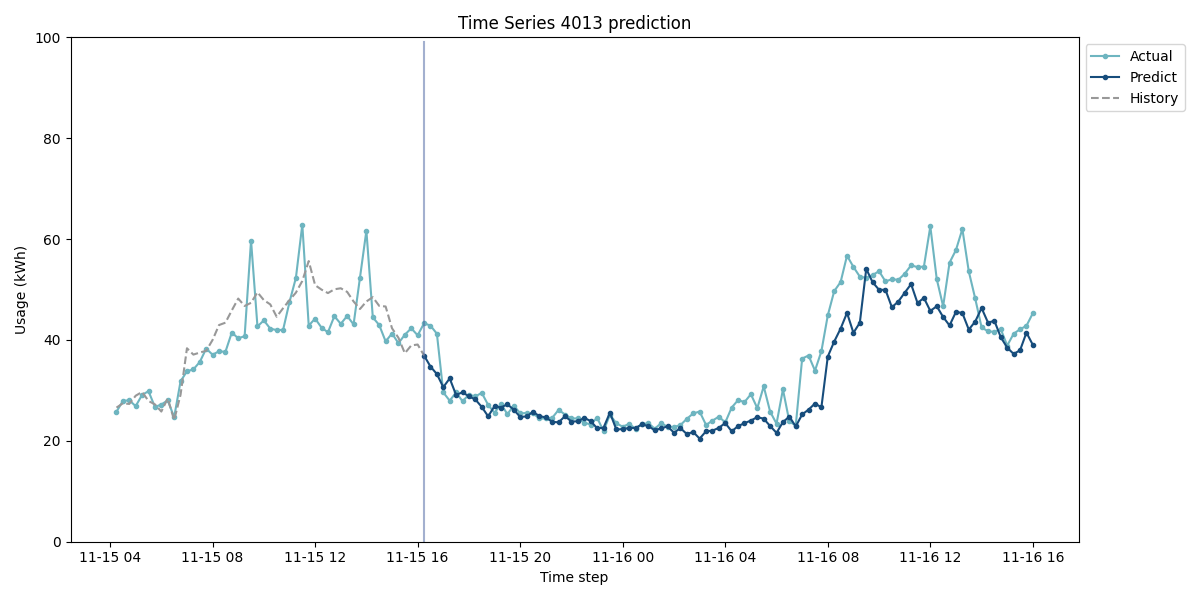 Time Series 4013 prediction
100
80
60
40
20
0
Usage (kWh)
11-15 04
11-15 08
11-15 12
11-15 16
11-15 20
11-16 00
11-16 04
11-16 08
11-16 12
11-16 16
Time step
Actual
Predict
History